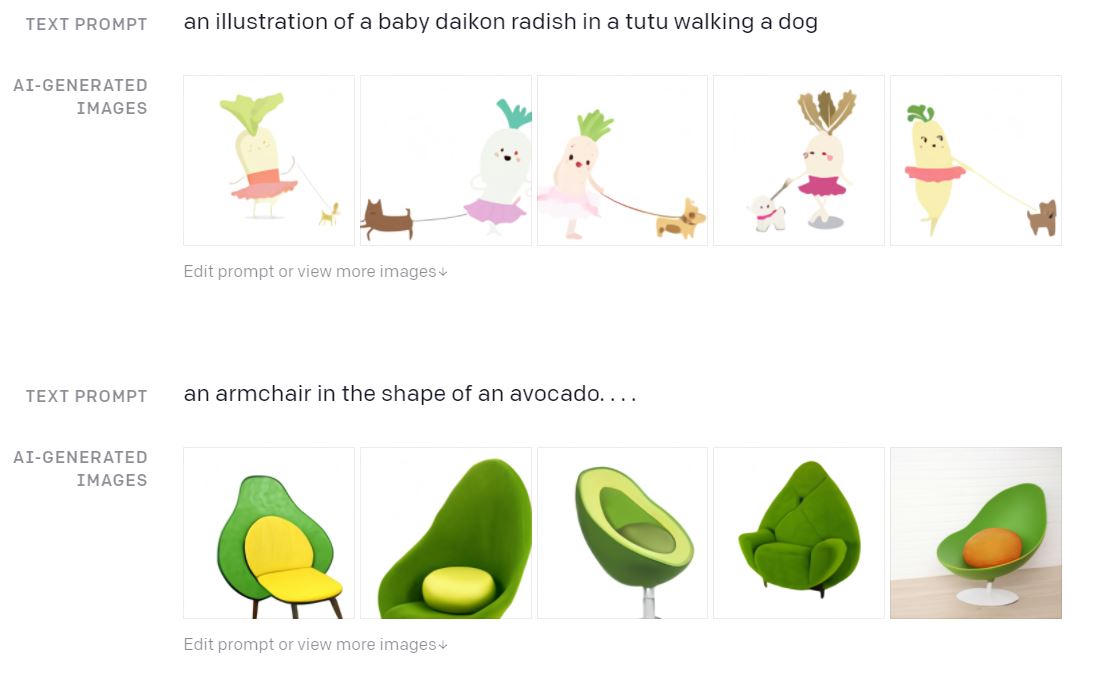 TEXT PROMPT
an illustration of a baby daikon radish in a tutu walking a dog
AI-GENERATED
IMAGES
Edit prompt or view more images↓
TEXT PROMPT
an armchair in the shape of an avocado. . . .
AI-GENERATED
IMAGES
Edit prompt or view more images↓